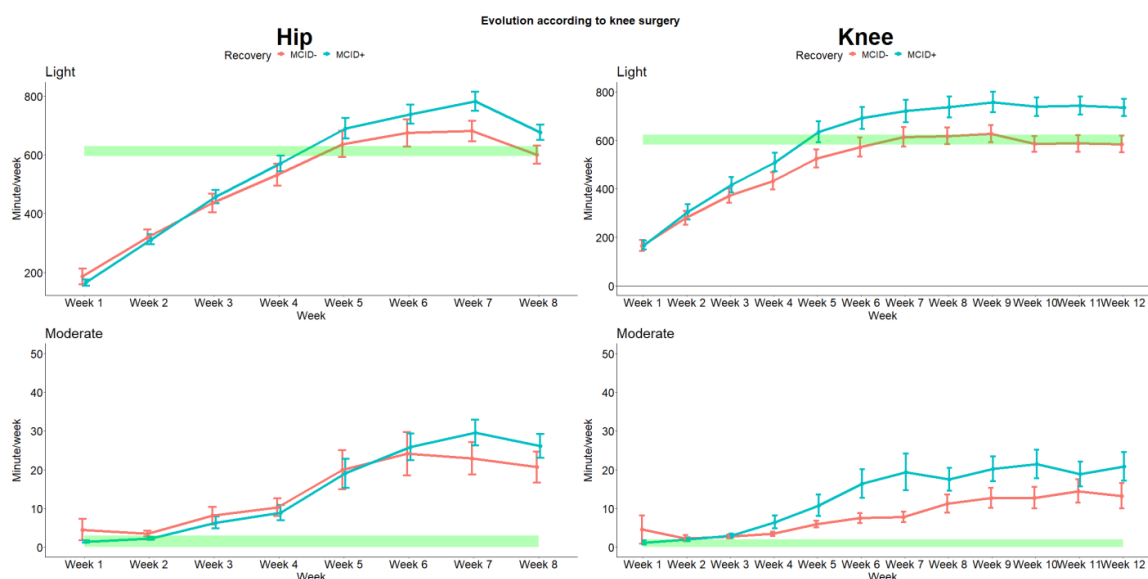 Evolution according to knee surgery
Hip
Recovery MCID- MCID+
Light
800
600
400
200
Minute/week
Week 1 Week 2 Week 3 Week 4 Week 5 Week 6 Week 7 Week 8
Week
Knee
Recovery MCID- MCID+
Light
800
600
400
200
0
Minute/week
Week 1 Week 2 Week 3 Week 4 Week 5 Week 6 Week 7 Week 8 Week 9 Week 10 Week 11 Week 12
Week
Moderate
50
40
30
20
10
0
Minute/week
Week 1 Week 2 Week 3 Week 4 Week 5 Week 6 Week 7 Week 8
Moderate
50
40
30
20
10
0
Minute/week
Week 1 Week 2 Week 3 Week 4 Week 5 Week 6 Week 7 Week 8 Week 9 Week 10 Week 11 Week 12